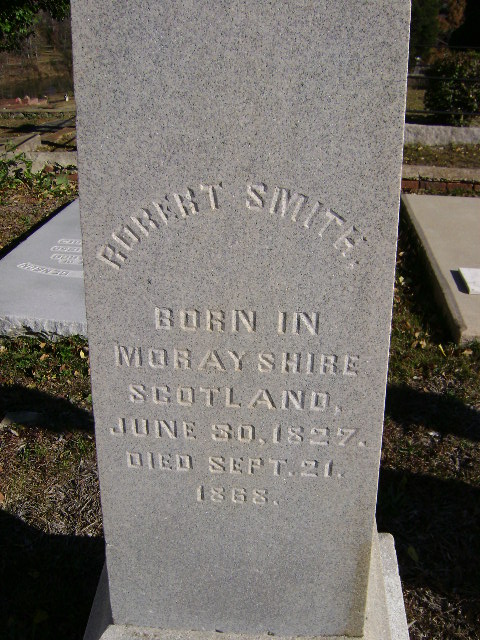 ROBERT SMITH,
BORN IN
MORAYSHIRE
SCOTLAND,
JUNE 30, 1827.
DIED SEPT. 21.
1868.